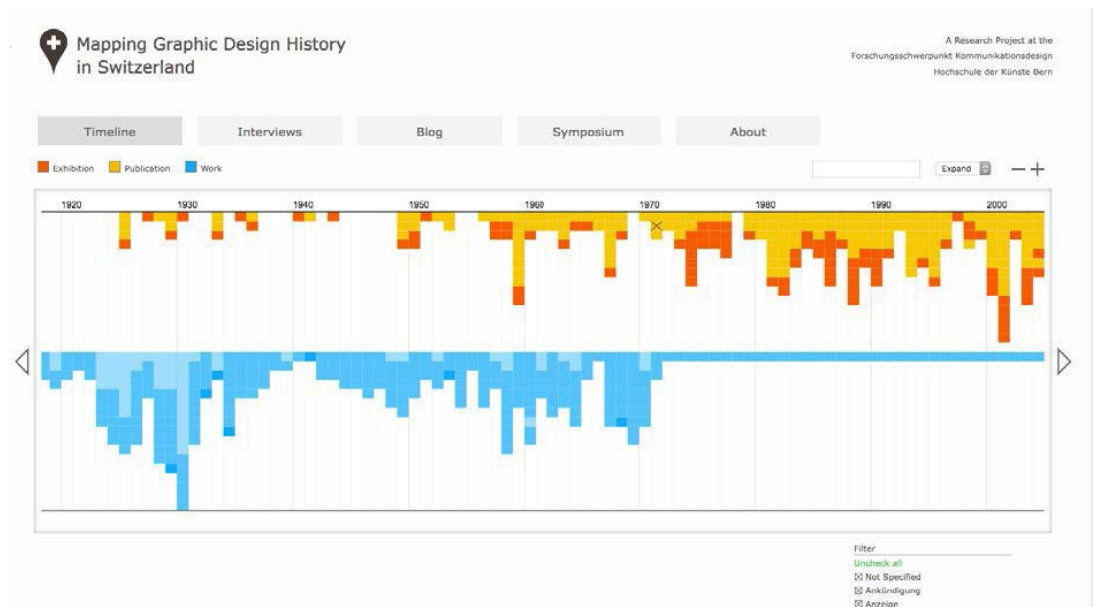 Mapping Graphic Design History
in Switzerland
A Research Project at the
Forschungsschwerpunkt Kommunikationsdesign
Hochschule der Künste Bern
Timeline
Interviews
Blog
Symposium
About
Exhibition
Publication
Work
Expand
1920
1930
1940
1950
1960
1970
1980
1990
2000
Filter
Uncheck all
Not Specified
Ankündigung
Anzeige